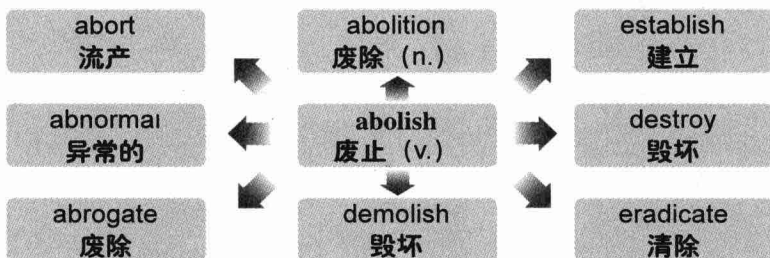 abort
流产
abolition
废除 (n.)
establish
建立
abnormal
异常的
abolish
废止 (v.)
destroy
毁坏
abrogate
废除
demolish
毁坏
eradicate
清除